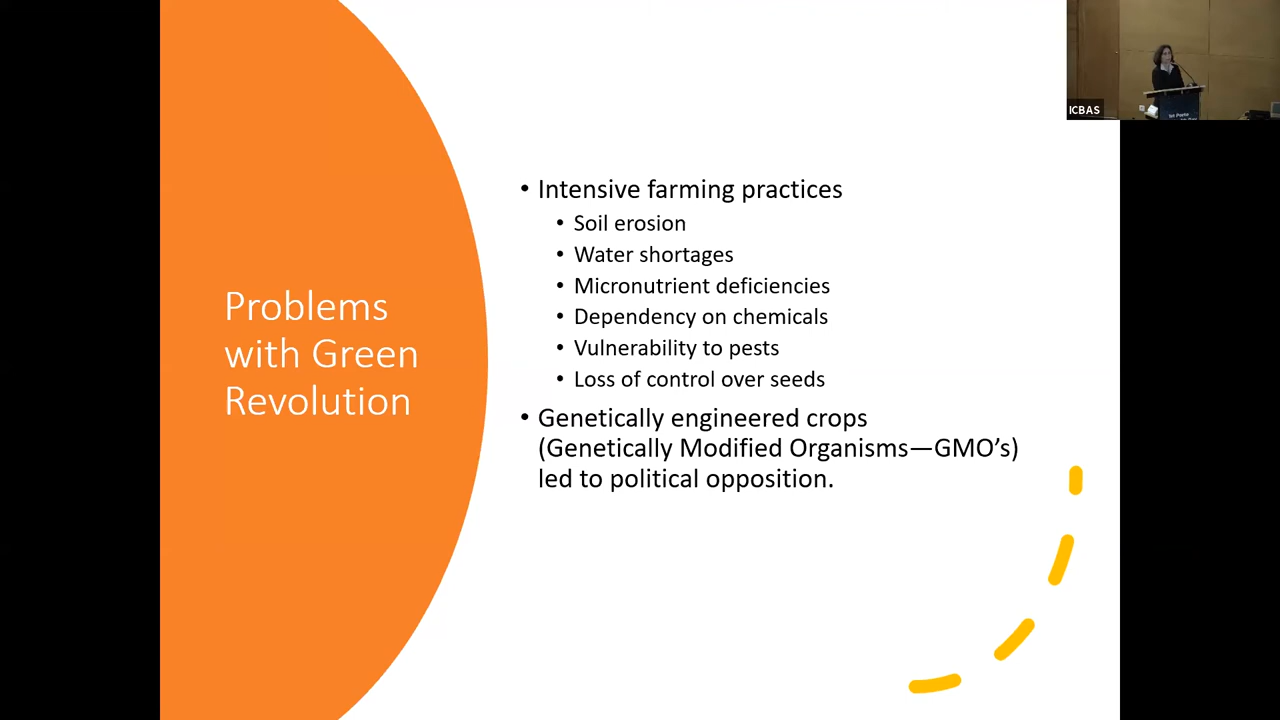 ICBAS
Problems
with Green
Revolution
• Intensive farming practices
• Soil erosion
• Water shortages
• Micronutrient deficiencies
• Dependency on chemicals
• Vulnerability to pests
• Loss of control over seeds
• Genetically engineered crops
(Genetically Modified Organisms—GMO’s)
led to political opposition.